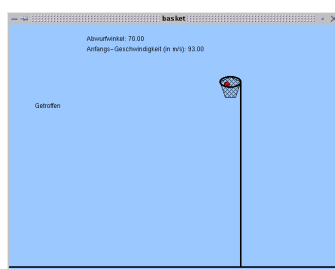 basket
Abwurfwinkel: 70.00
Anfangs-Geschwindigkeit (in m/s): 93.00
Getroffen